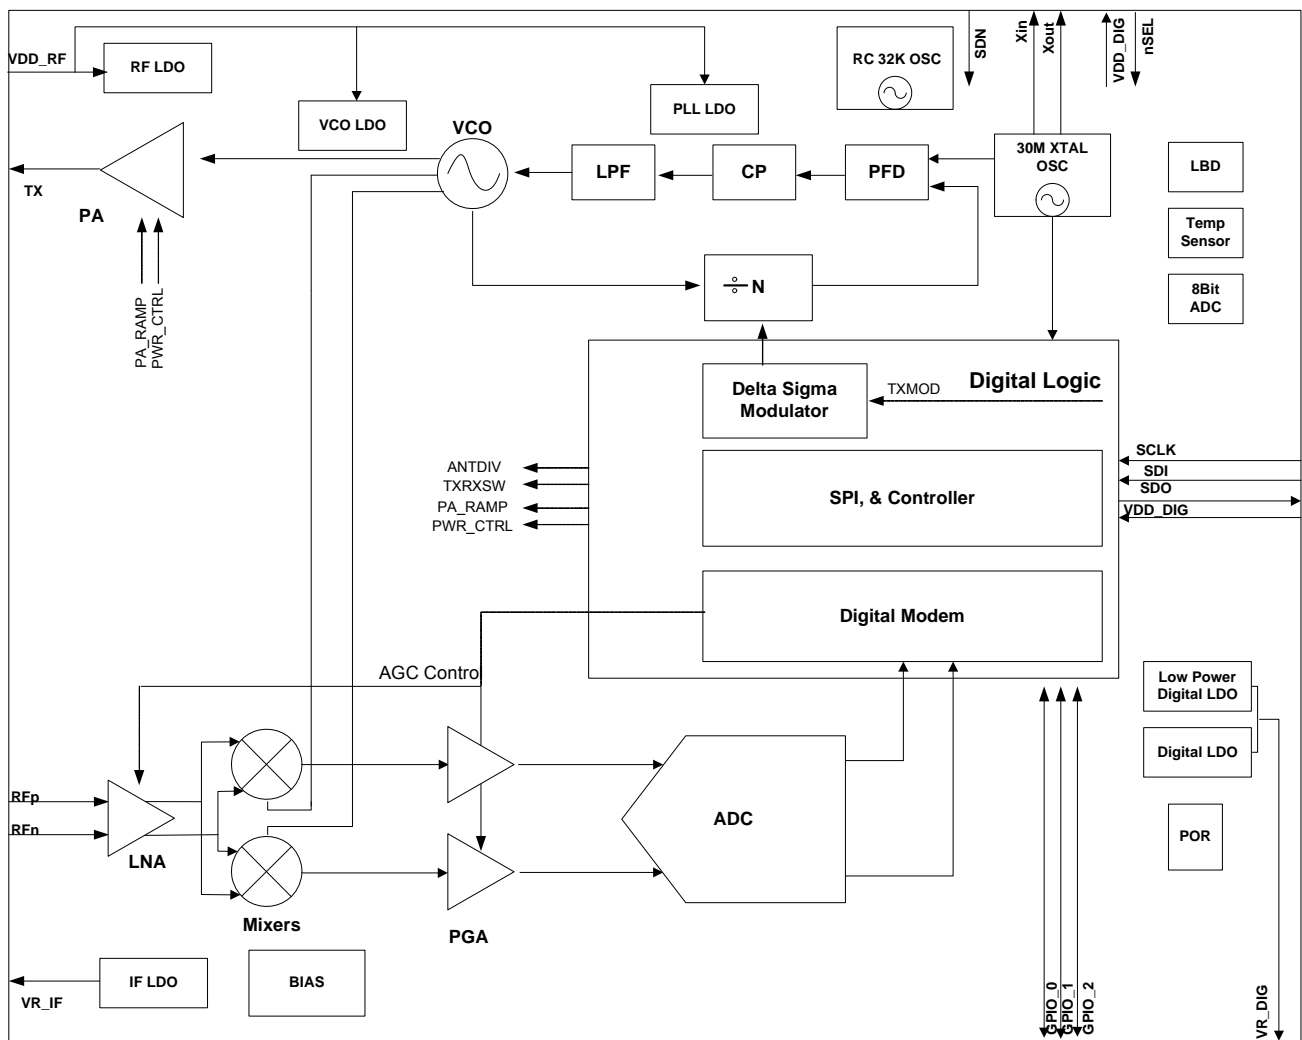 VDD_RF
RF LDO
VCO LDO
PLL LDO
RC 32K OSC
SDN
Xin
Xout
VDD_DIG
nSEL
TX
PA
PA_RAMP
PWR_CTRL
VCO
LPF
CP
PFD
30M XTAL
OSC
LBD
Temp
Sensor
8Bit
ADC
÷ N
Digital Logic
Delta Sigma
Modulator
TXMOD
ANTDIV
TXRXSW
PA_RAMP
PWR_CTRL
SPI, & Controller
SCLK
SDI
SDO
VDD_DIG
Digital Modem
AGC Control
Low Power
Digital LDO
Digital LDO
RFp
RFn
LNA
Mixers
PGA
ADC
POR
IF LDO
VR_IF
BIAS
GPIO_0
GPIO_1
GPIO_2
VR_DIG